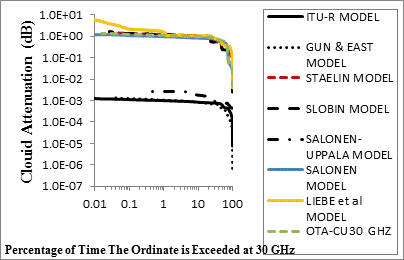 Clouid Attenuation (dB)
1.0E+01
1.0E+00
1.0E-01
1.0E-02
1.0E-03
1.0E-04
1.0E-05
1.0E-06
1.0E-07
0.01 0.1 1 10 100
ITU-R MODEL
GUN & EAST
MODEL
STAELIN MODEL
SLOBIN MODEL
SALONEN-
UPPALA MODEL
SALONEN
MODEL
LIEBE et al
MODEL
OTA-CU30 GHZ
Percentage of Time The Ordinate is Exceeded at 30 GHz